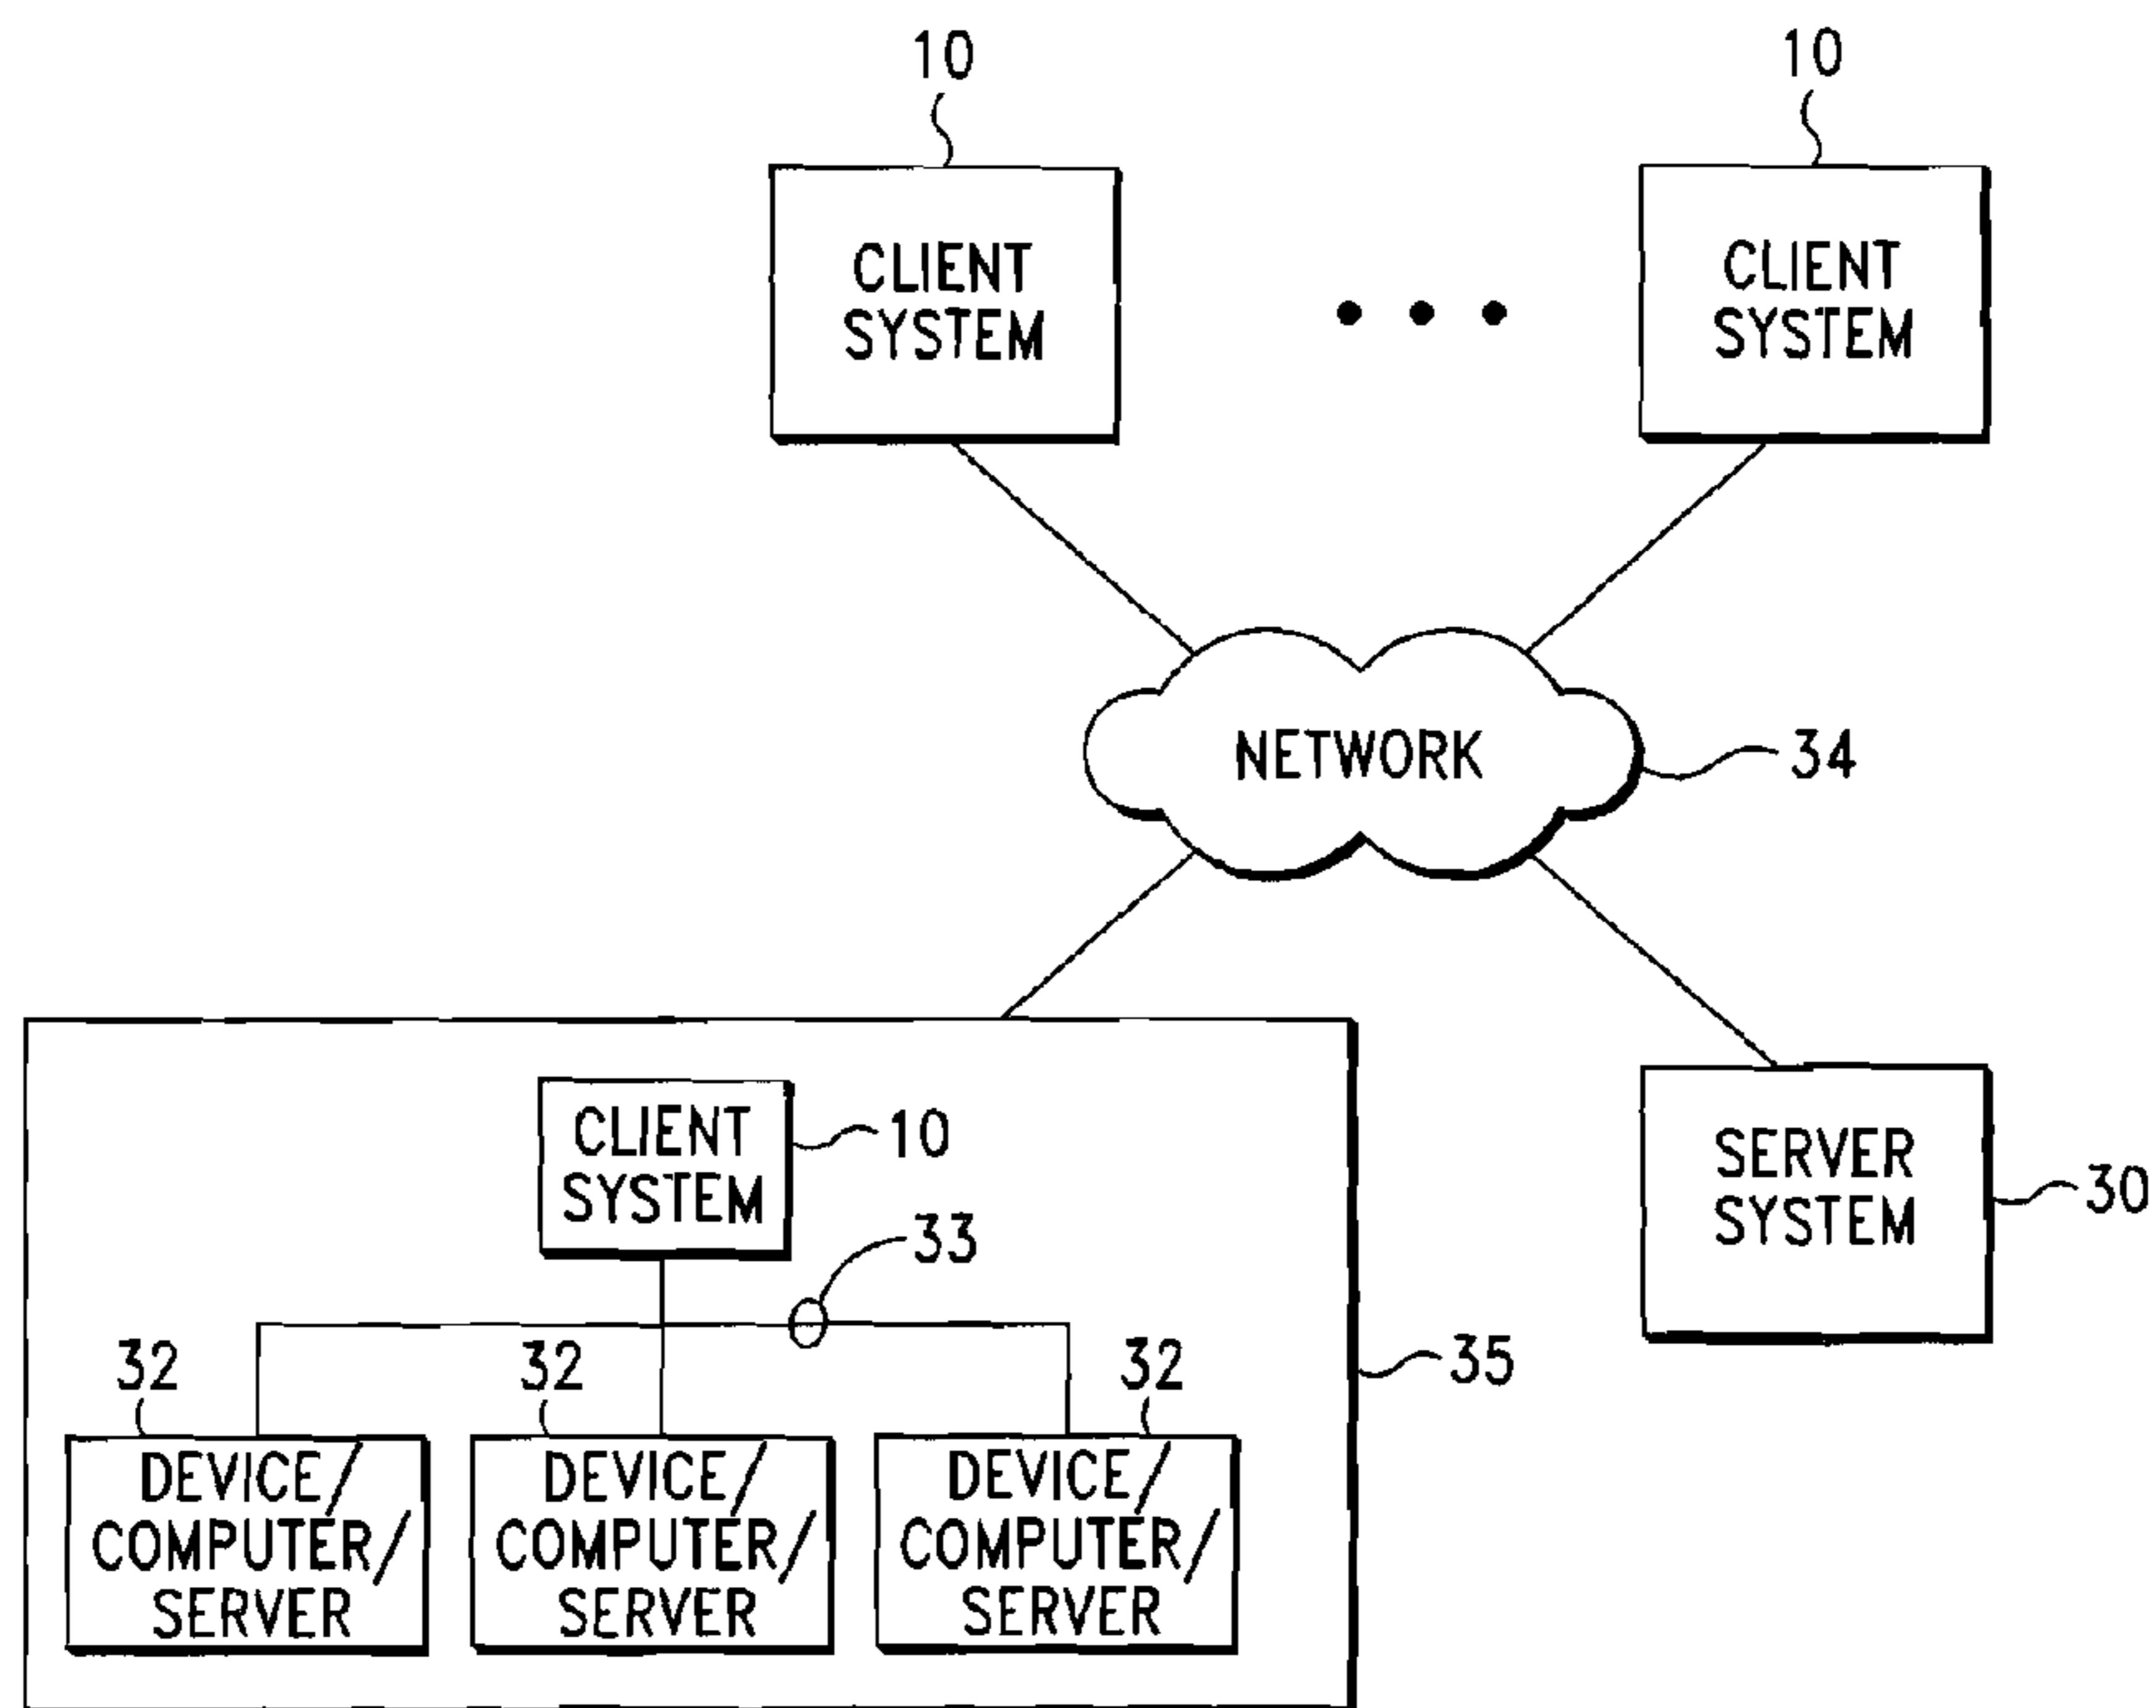 10
10
CLIENT
SYSTEM
CLIENT
SYSTEM
NETWORK
34
CLIENT
SYSTEM
10
33
SERVER
SYSTEM
30
35
32
32
32
DEVICE/
COMPUTER/
SERVER
DEVICE/
COMPUTER/
SERVER
DEVICE/
COMPUTER/
SERVER